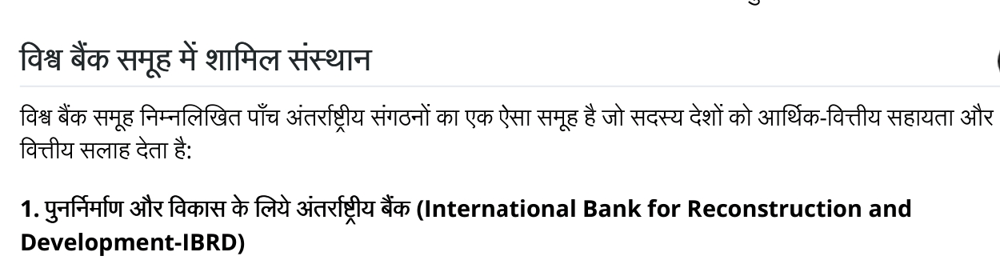 विश्व बैंक समूह में शामिल संस्थान
विश्व बैंक समूह निम्नलिखित पाँच अंतर्राष्ट्रीय संगठनों का एक ऐसा समूह है जो सदस्य देशों को आर्थिक-वित्तीय सहायता और
वित्तीय सलाह देता है:
1. पुनर्निर्माण और विकास के लिये अंतर्राष्ट्रीय बैंक (International Bank for Reconstruction and
Development-IBRD)